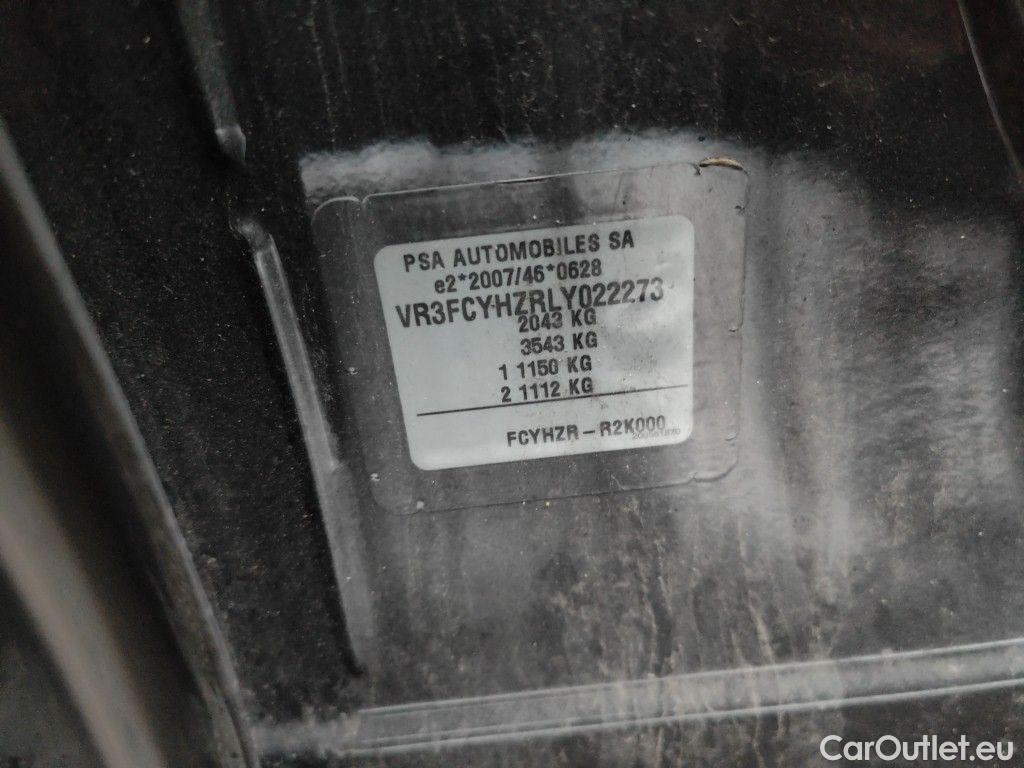 PSA AUTOMOBILES SA
e2*2007/46*0628
VR3FCYHZRLY022273
2043 KG
3543 KG
1 1150 KG
2 1112 KG
FCYHZR - R2K000
CarOutlet.eu